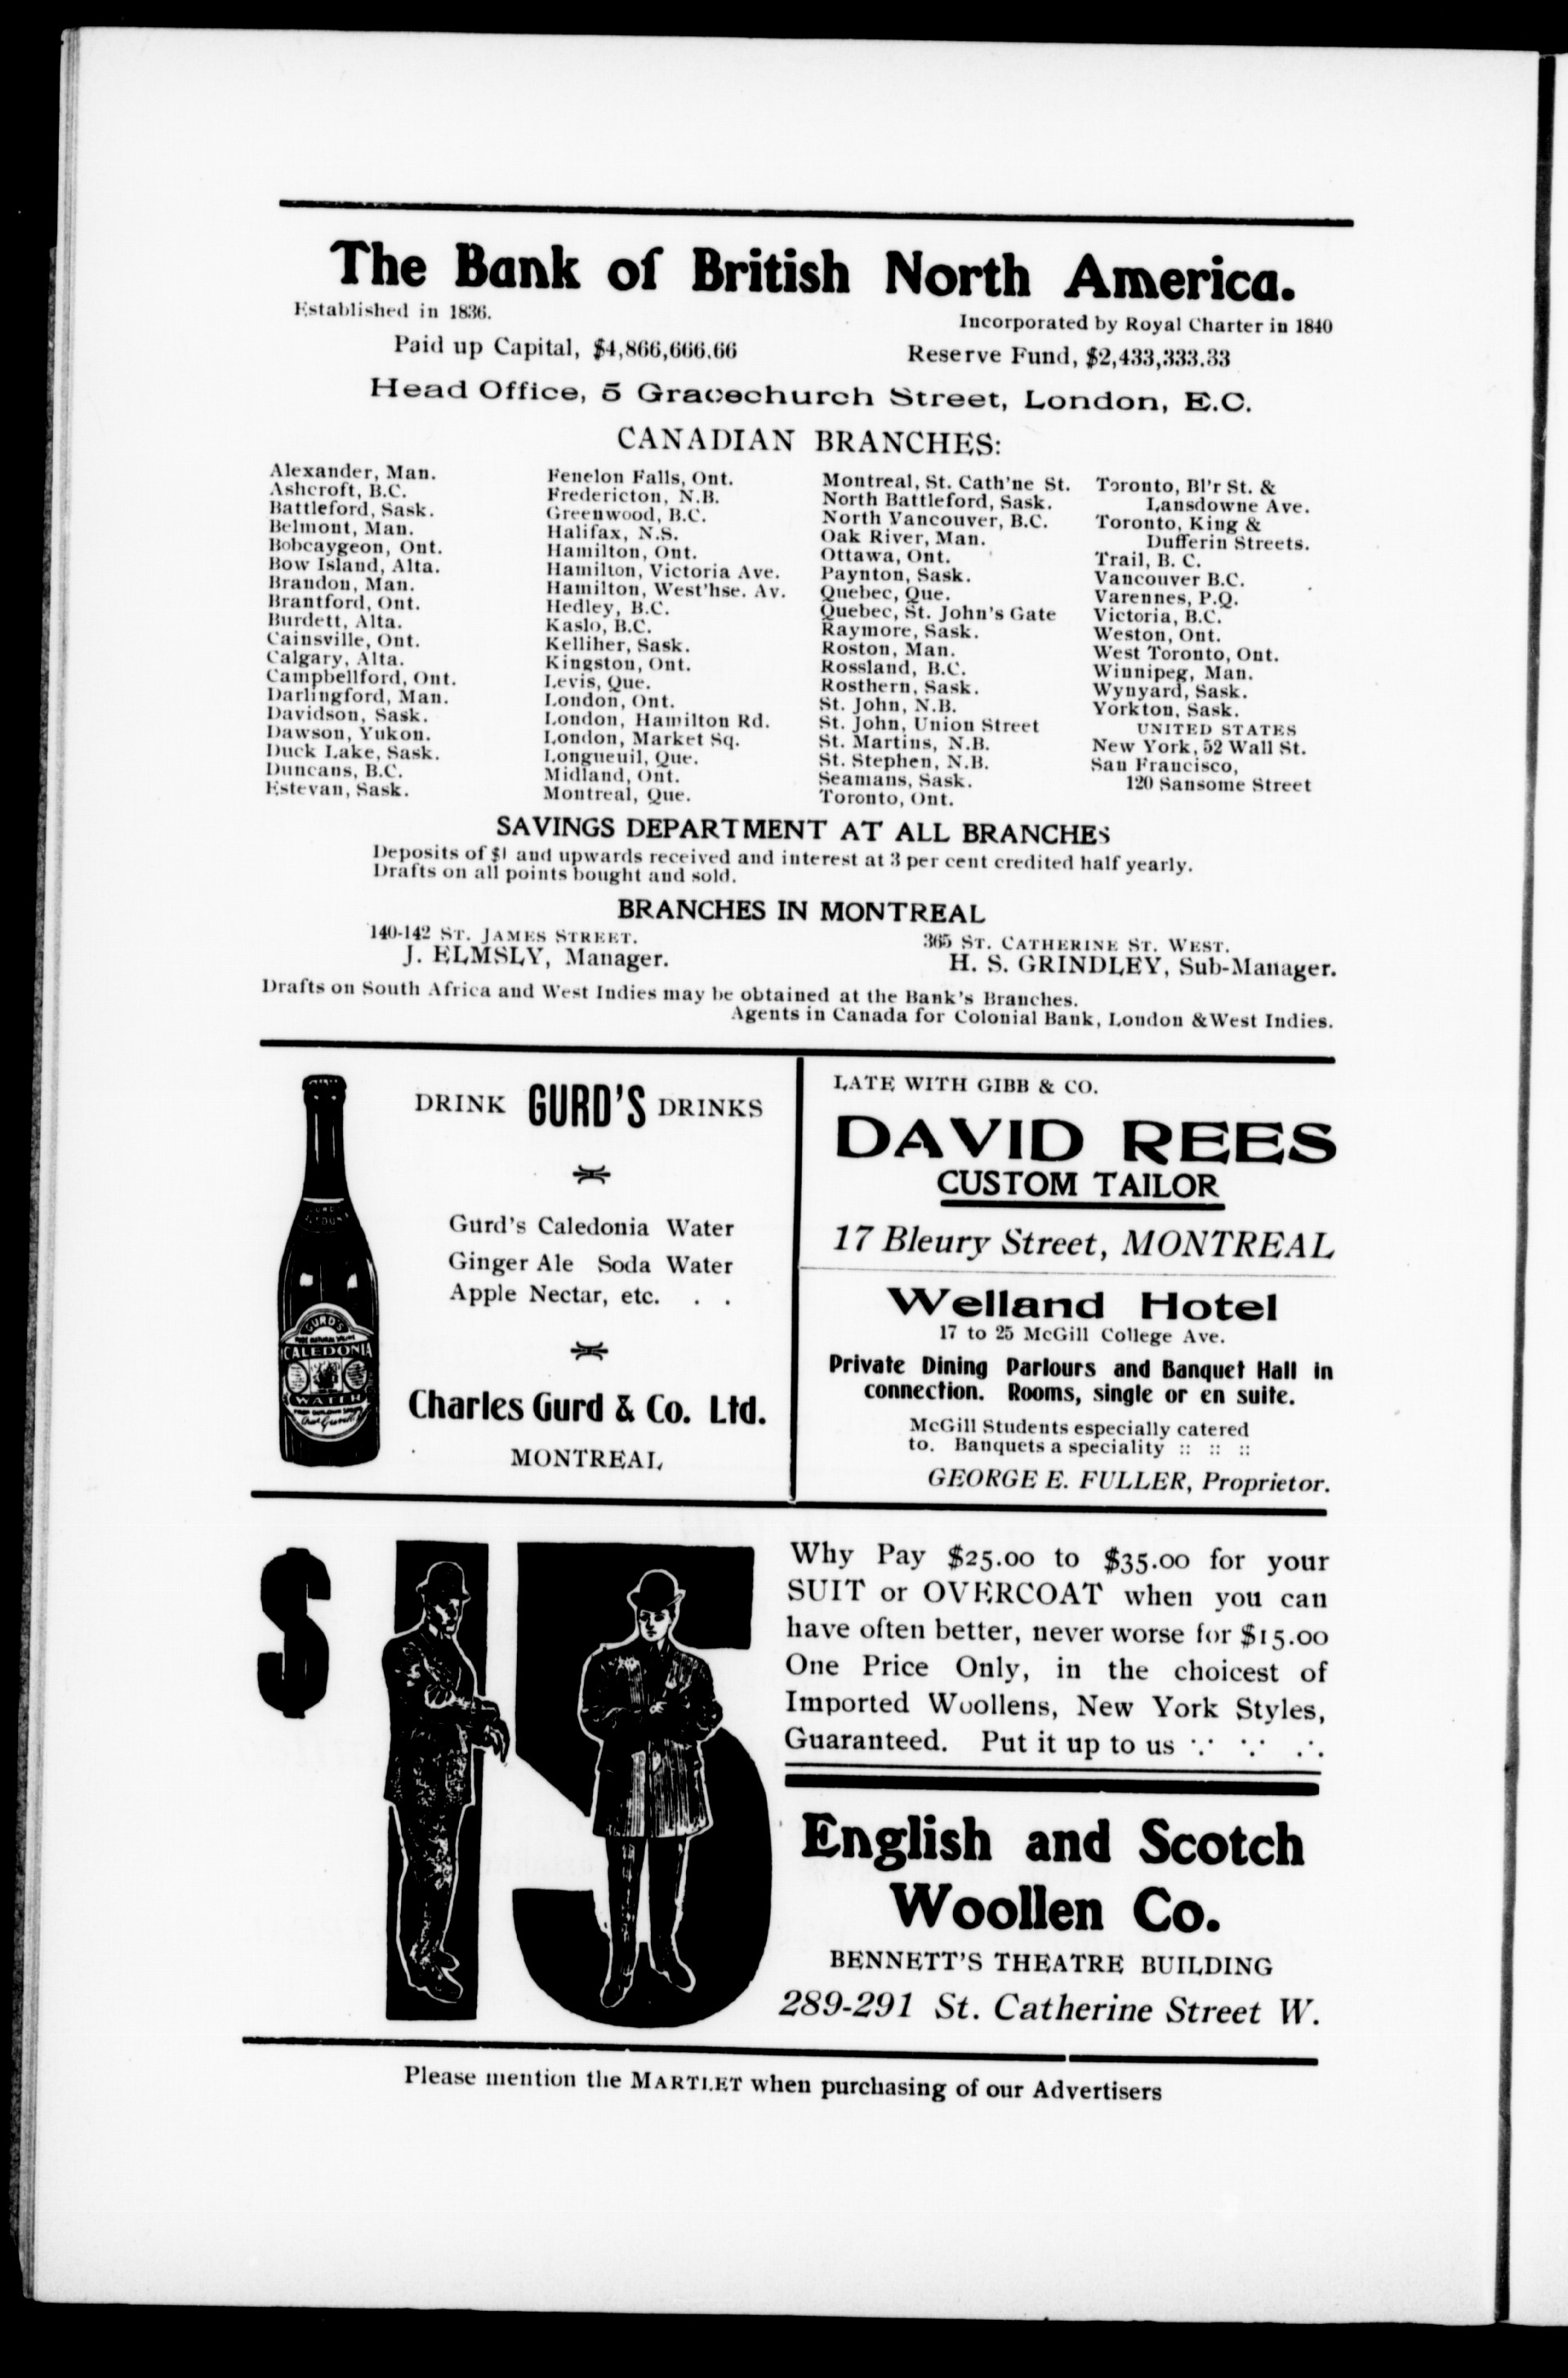 The Bank of British North America.
Established in 1836.
Incorporated by Royal Charter in 1840
Paid up Capital, $4,866,666.66
Reserve Fund, $2,433,333.33
Head Office, 5 Gracechurch Street, London, E.C.
CANADIAN BRANCHES:
Alexander, Man.
Ashcroft, B.C.
Battleford, Sask.
Belmont, Man.
Bobcaygeon, Ont.
Bow Island, Alta.
Brandon, Man.
Brantford, Ont.
Burdett, Alta.
Cainsville, Ont.
Calgary, Alta.
Campbellford, Ont.
Darlingford, Man.
Davidson, Sask.
Dawson, Yukon.
Duck Lake, Sask.
Duncans, B.C.
Estevan, Sask.
Fenelon Falls, Ont.
Fredericton, N.B.
Greenwood, B.C.
Halifax, N.S.
Hamilton, Ont.
Hamilton, Victoria Ave.
Hamilton, West'hse. Av.
Hedley, B.C.
Kaslo, B.C.
Kelliher, Sask.
Kingston, Ont.
Levis, Que.
London, Ont.
London, Hamilton Rd.
London, Market Sq.
Longueuil, Que.
Midland, Ont.
Montreal, Que.
Montreal, St. Cath'ne St.
North Battleford, Sask.
North Vancouver, B.C.
Oak River, Man.
Ottawa, Ont.
Paynton, Sask.
Quebec, Que.
Quebec, St. John's Gate
Raymore, Sask.
Roston, Man.
Rossland, B.C.
Rosthern, Sask.
St. John, N.B.
St. John, Union Street
St. Martins, N.B.
St. Stephen, N.B.
Seamans, Sask.
Toronto, Ont.
Toronto, Bl'r St. &
Lansdowne Ave.
Toronto, King &
Dufferin Streets.
Trail, B. C.
Vancouver B.C.
Varennes, P.Q.
Victoria, B.C.
Weston, Ont.
West Toronto, Ont.
Winnipeg, Man.
Wynyard, Sask.
Yorkton, Sask.
UNITED STATES
New York, 52 Wall St.
San Francisco,
120 Sansome Street
SAVINGS DEPARTMENT AT ALL BRANCHES
Deposits of $1 and upwards received and interest at 3 per cent credited half yearly.
Drafts on all points bought and sold.
BRANCHES IN MONTREAL
140-142 ST. JAMES STREET.
J. ELMSLY, Manager.
365 ST. CATHERINE ST. WEST.
H. S. GRINDLEY, Sub-Manager.
Drafts on South Africa and West Indies may be obtained at the Bank's Branches.
Agents in Canada for Colonial Bank, London & West Indies.
DRINK GURD'S DRINKS
Gurd's Caledonia Water
Ginger Ale Soda Water
Apple Nectar, etc. . .
Charles Gurd & Co. Ltd.
MONTREAL
GURD'S
CALEDONIA
WATER
LATE WITH GIBB & CO.
DAVID REES
CUSTOM TAILOR
17 Bleury Street, MONTREAL
Welland Hotel
17 to 25 McGill College Ave.
Private Dining Parlours and Banquet Hall in
connection. Rooms, single or en suite.
McGill Students especially catered
to. Banquets a speciality :: :: ::
GEORGE E. FULLER, Proprietor.
$15
Why Pay $25.00 to $35.00 for your
SUIT or OVERCOAT when you can
have often better, never worse for $15.00
One Price Only, in the choicest of
Imported Woollens, New York Styles,
Guaranteed. Put it up to us ∵ ∵ ∴
English and Scotch
Woollen Co.
BENNETT'S THEATRE BUILDING
289-291 St. Catherine Street W.
Please mention the MARTLET when purchasing of our Advertisers